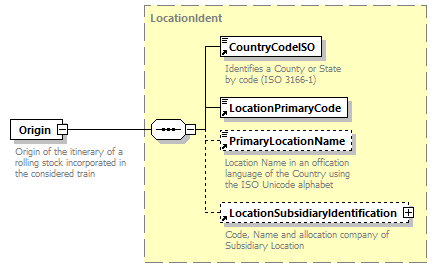 LocationIdent
CountryCodeISO
Identifies a County or State
by code (ISO 3166-1)
LocationPrimaryCode
Origin
Origin of the itinerary of a
rolling stock incorporated in
the considered train
PrimaryLocationName
Location Name in an offication
language of the Country using
the ISO Unicode alphabet
LocationSubsidiaryIdentification
Code, Name and allocation company of
Subsidiary Location